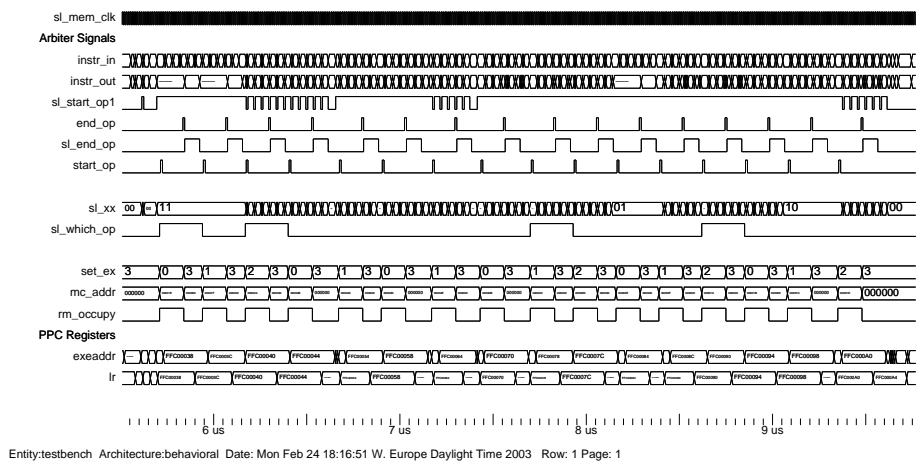 sl_mem_clk
Arbiter Signals
instr_in
instr_out
sl_start_op1
end_op
sl_end_op
start_op
sl_xx 00 11 01 10 00
sl_which_op
set_ex 3 0 3 1 3 2 3 0 3 1 3 0 3 1 3 0 3 1 3 2 3 0 3 1 3 2 3 0 3 1 3 2 3
mc_addr 000000 000000
rm_occupy
PPC Registers
exeaddr FFC00038 FFC0003C FFC00040 FFC00044 FFC00058 FFC00070 FFC0007C FFC00094 FFC00098 FFC000A0
lr FFC00038 FFC0003C FFC00040 FFC00044 FFC00058 FFC00070 FFC0007C FFC00094 FFC00098
6 us 7 us 8 us 9 us
Entity:testbench Architecture:behavioral Date: Mon Feb 24 18:16:51 W. Europe Daylight Time 2003 Row: 1 Page: 1